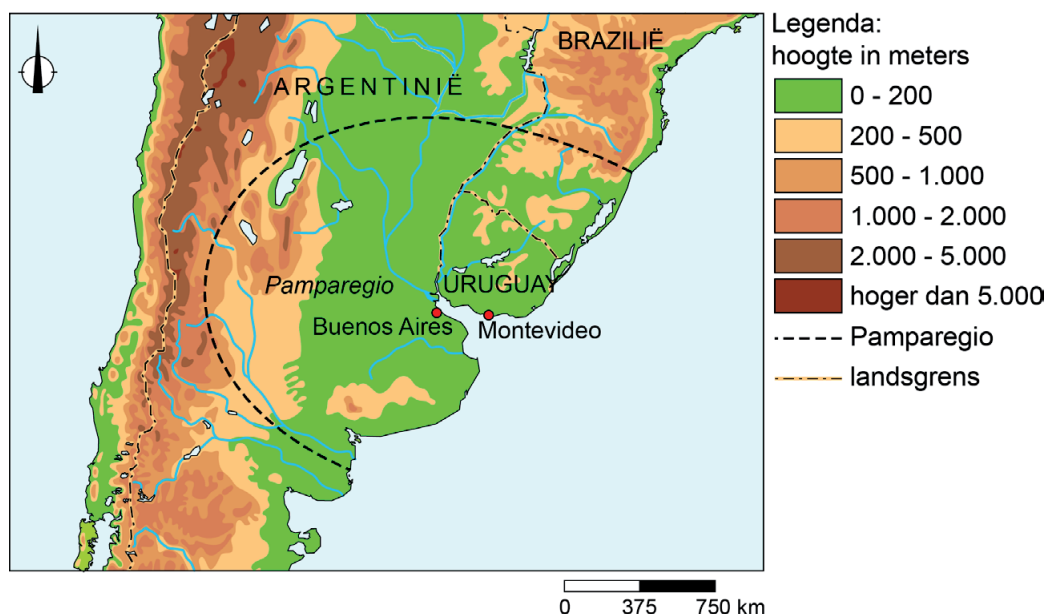 BRAZILIË
ARGENTINIË
Pamparegio
URUGUAY
Buenos Aires
Montevideo
Legenda:
hoogte in meters
0 - 200
200 - 500
500 - 1.000
1.000 - 2.000
2.000 - 5.000
hoger dan 5.000
Pamparegio
landsgrens
0 375 750 km